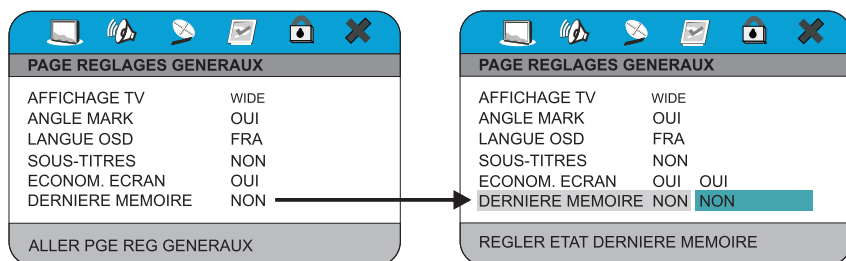 PAGE REGLAGES GENERAUX
AFFICHAGE TV WIDE
ANGLE MARK OUI
LANGUE OSD FRA
SOUS-TITRES NON
ECONOM. ECRAN OUI
DERNIERE MEMOIRE NON
ALLER PGE REG GENERAUX
PAGE REGLAGES GENERAUX
AFFICHAGE TV WIDE
ANGLE MARK OUI
LANGUE OSD FRA
SOUS-TITRES NON
ECONOM. ECRAN OUI OUI
DERNIERE MEMOIRE NON NON
REGLER ETAT DERNIERE MEMOIRE